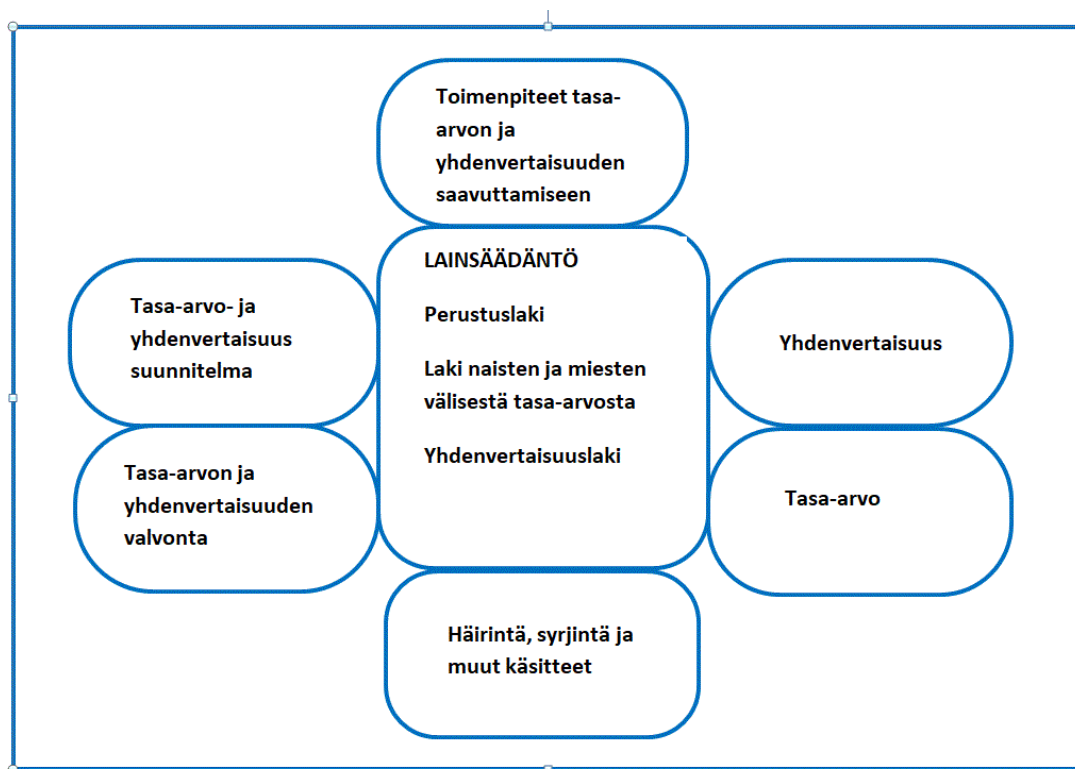 Toimenpiteet tasa-
arvon ja
yhdenvertaisuuden
saavuttamiseen
LAINSÄÄDÄNTÖ
Perustuslaki
Laki naisten ja miesten
välisestä tasa-arvosta
Yhdenvertaisuuslaki
Tasa-arvo- ja
yhdenvertaisuus
suunnitelma
Yhdenvertaisuus
Tasa-arvon ja
yhdenvertaisuuden
valvonta
Tasa-arvo
Häirintä, syrjintä ja
muut käsitteet